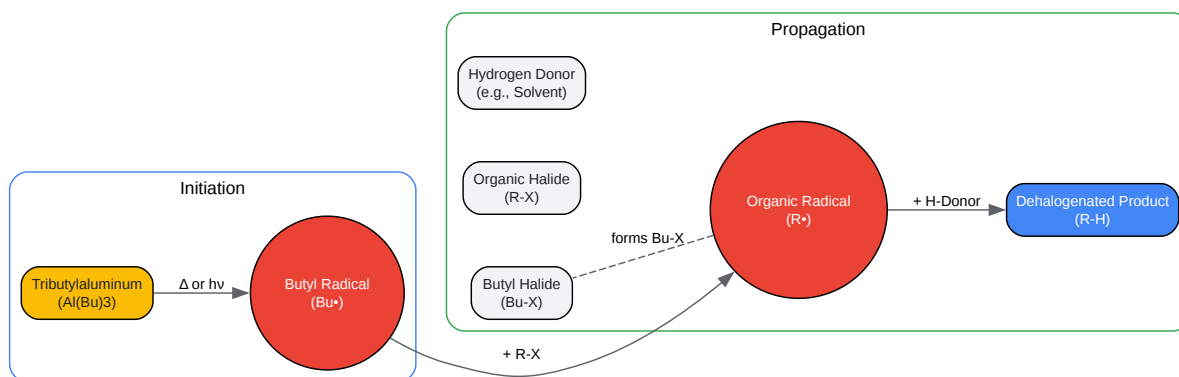 Propagation
Hydrogen Donor
(e.g., Solvent)
Organic Halide
(R-X)
Organic Radical
(R•)
+ H-Donor
Dehalogenated Product
(R-H)
forms Bu-X
Butyl Halide
(Bu-X)
Initiation
Tributylaluminum
(Al(Bu)3)
Δ or hν
Butyl Radical
(Bu•)
+ R-X